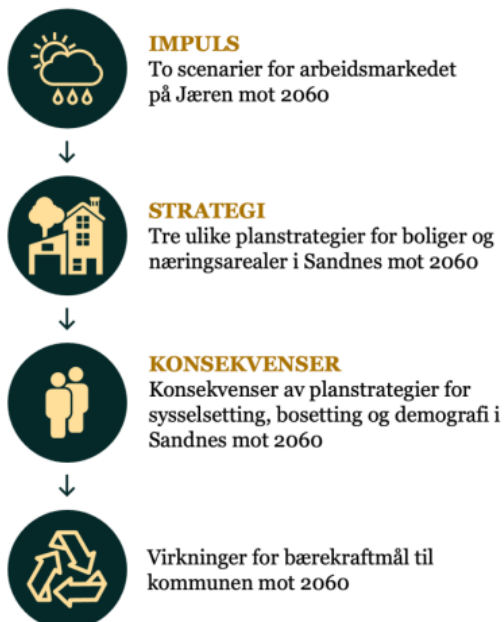 IMPULS
To scenarier for arbeidsmarkedet
på Jæren mot 2060
STRATEGI
Tre ulike planstrategier for boliger og
næringsarealer i Sandnes mot 2060
KONSEKVENSER
Konsekvenser av planstrategier for
sysselsetting, bosetting og demografi i
Sandnes mot 2060
Virkninger for bærekraftmål til
kommunen mot 2060